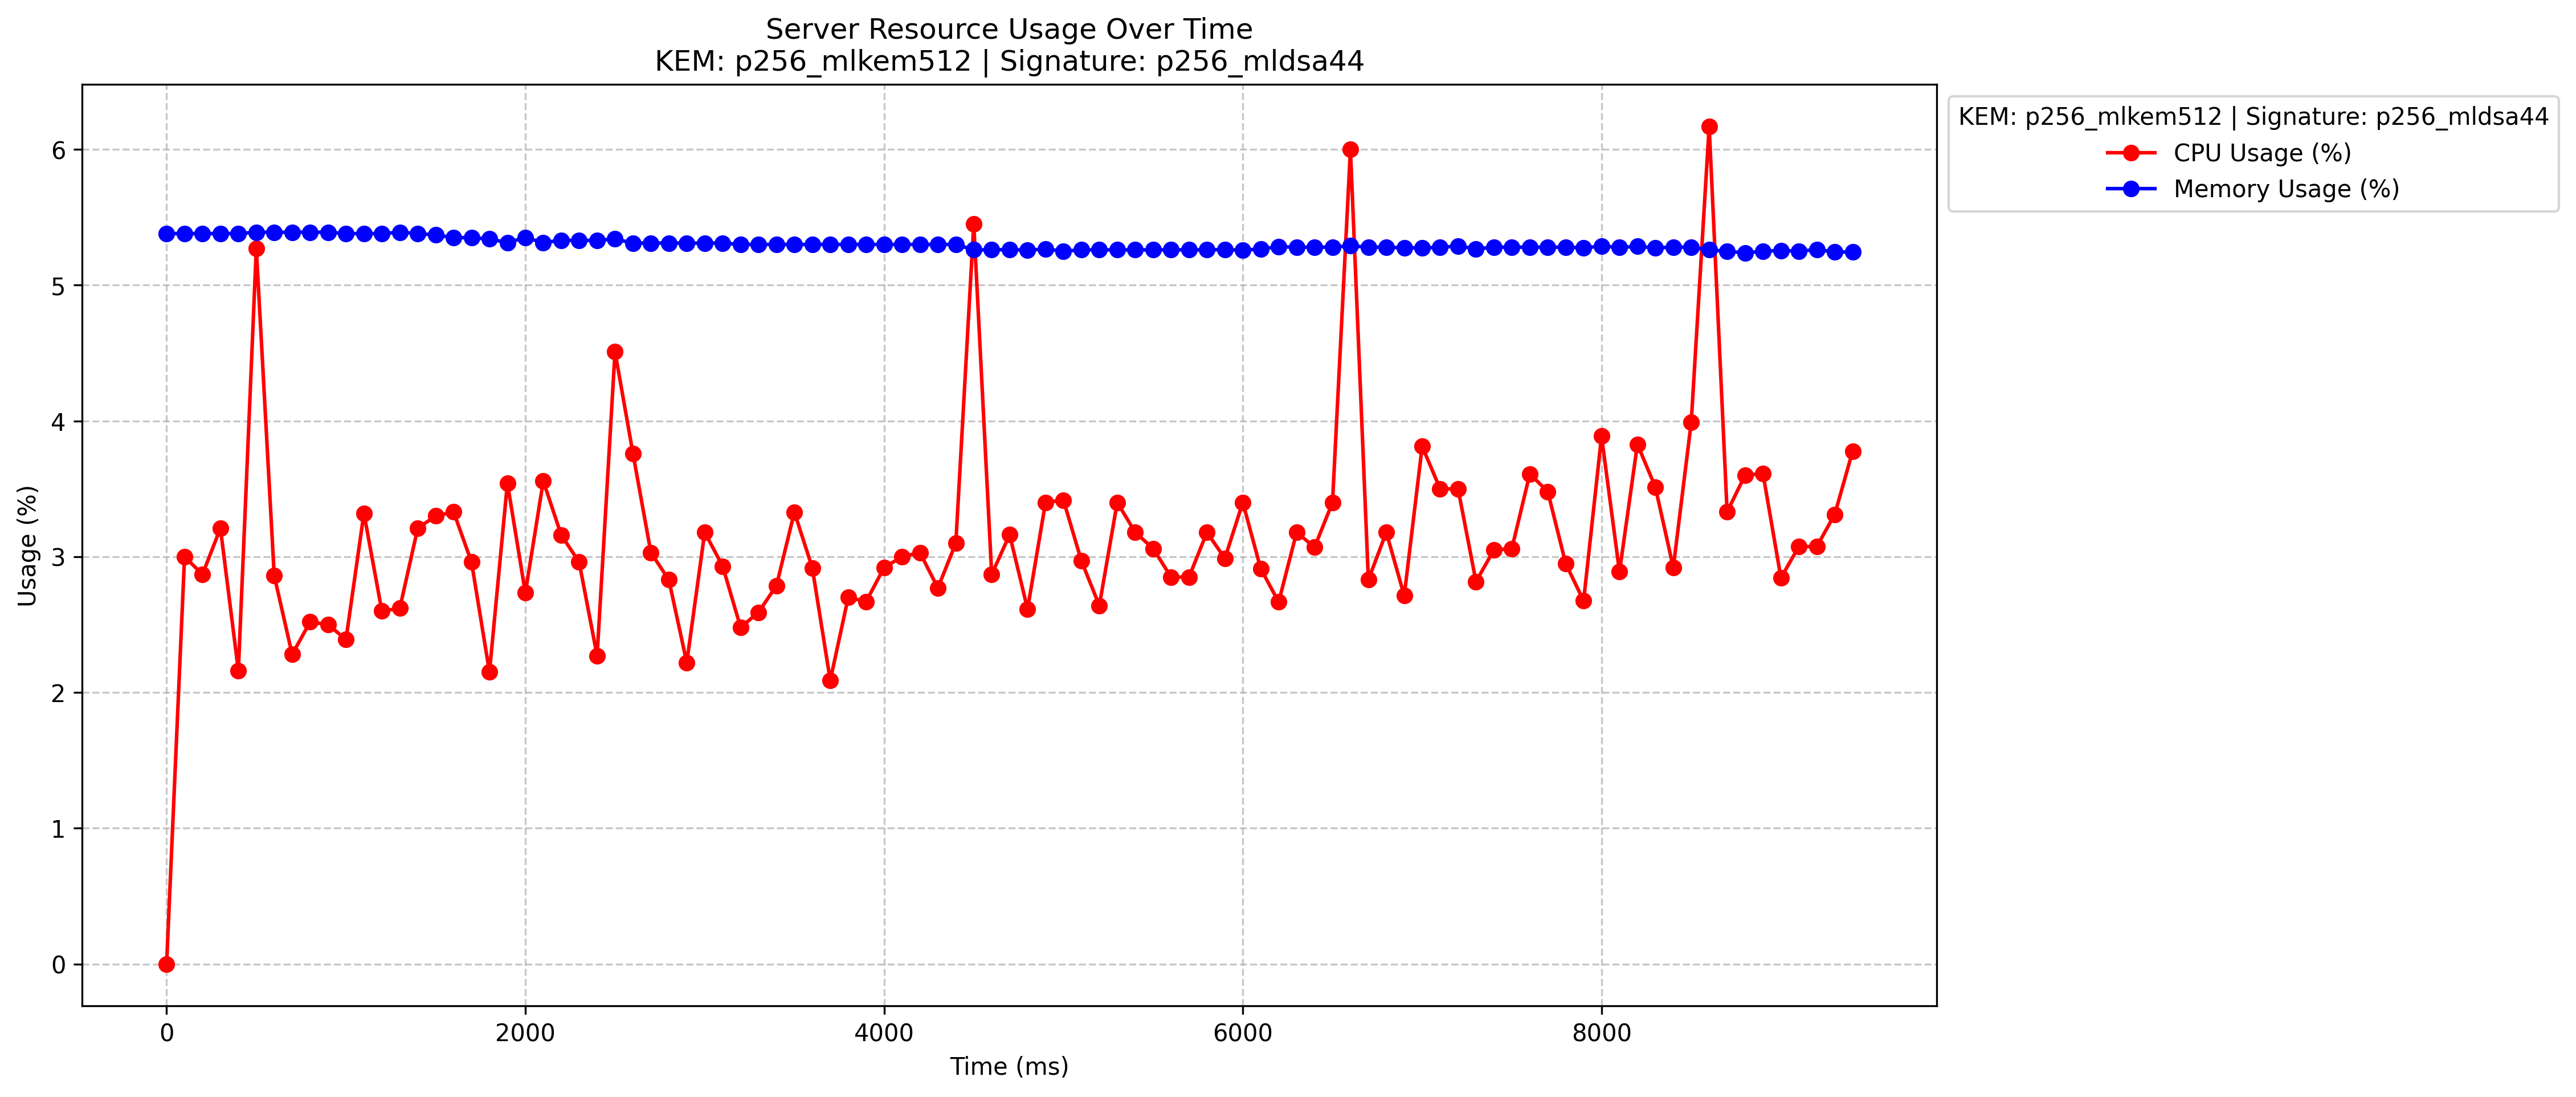 Server Resource Usage Over Time
KEM: p256_mlkem512 | Signature: p256_mldsa44
KEM: p256_mlkem512 | Signature: p256_mldsa44
CPU Usage (%)
Memory Usage (%)
Usage (%)
6
5
4
3
2
1
0
0 2000 4000 6000 8000
Time (ms)